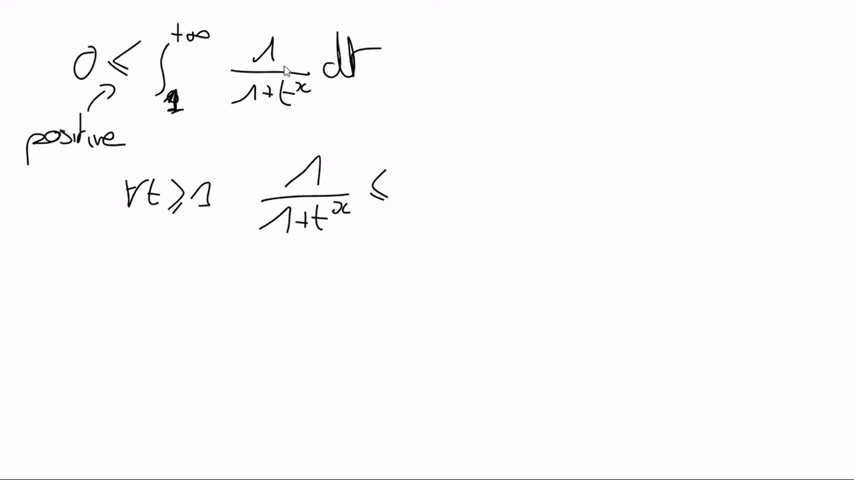 0 ≤ ∫₁^{+∞} 1/(1+t^x) dt
positive
∀t ≥ 1 1/(1+t^x) ≤